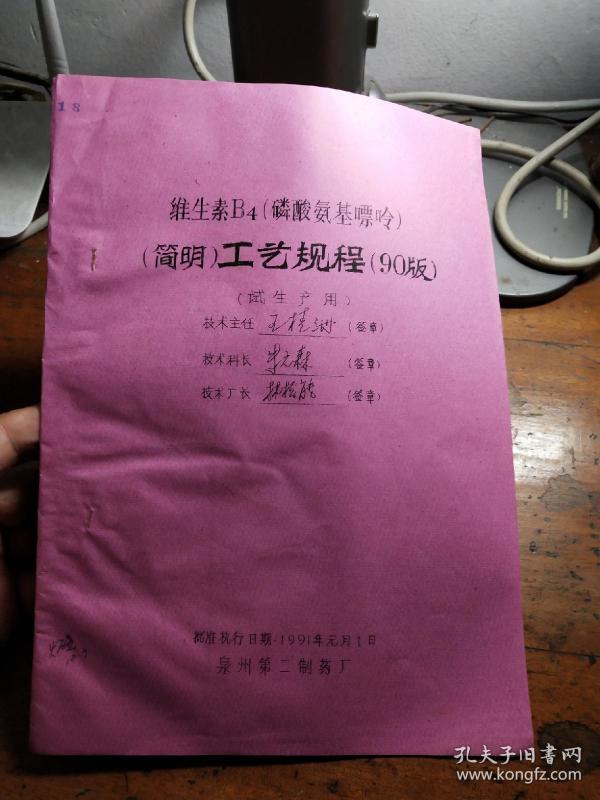 18
维生素B4(磷酸氨基嘌呤)
(简明)工艺规程(90版)
(试生产用)
技术主任 (签章)
技术科长 (签章)
技术厂长 (签章)
批准执行日期·1991年元月1日
泉州第二制药厂
孔夫子旧书网
www.kongfz.com